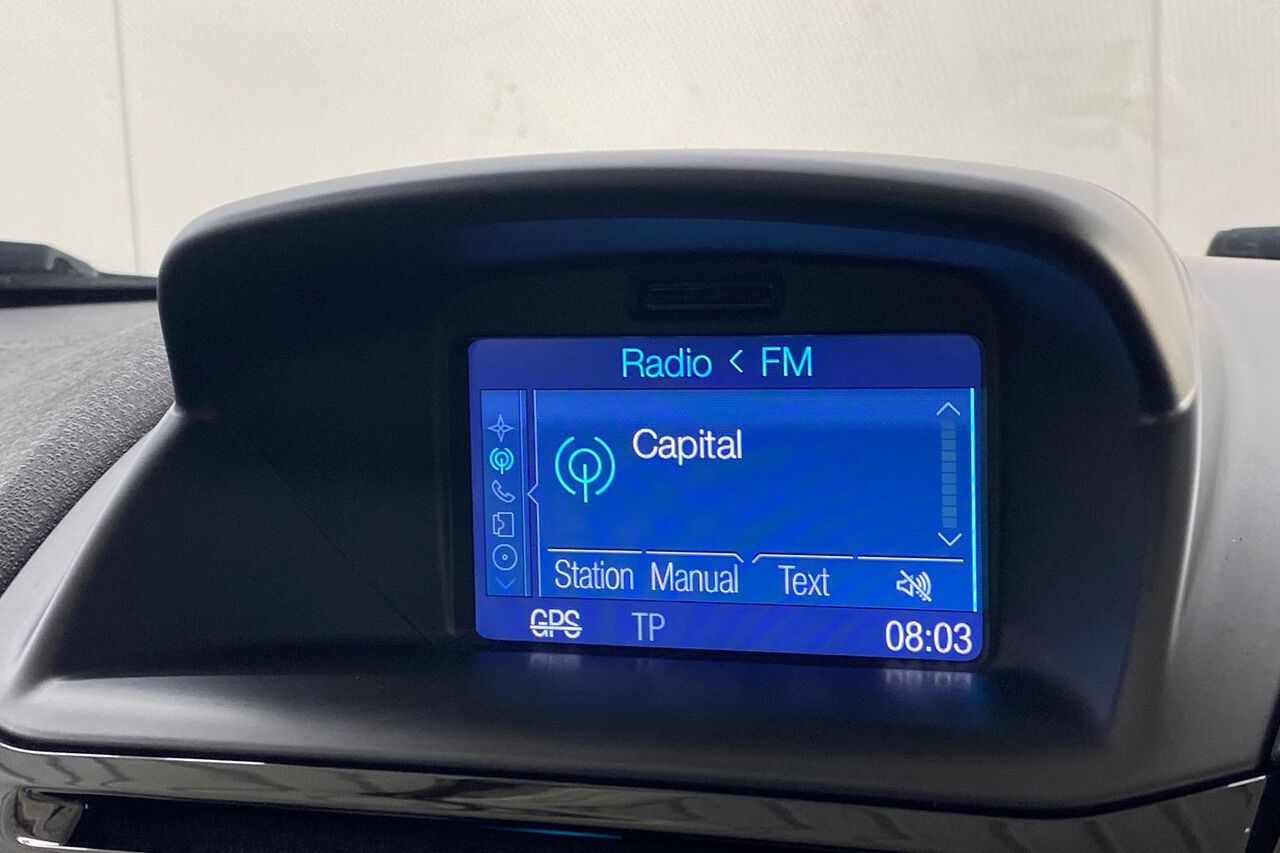 Radio < FM
Capital
Station Manual Text
GPS TP 08:03